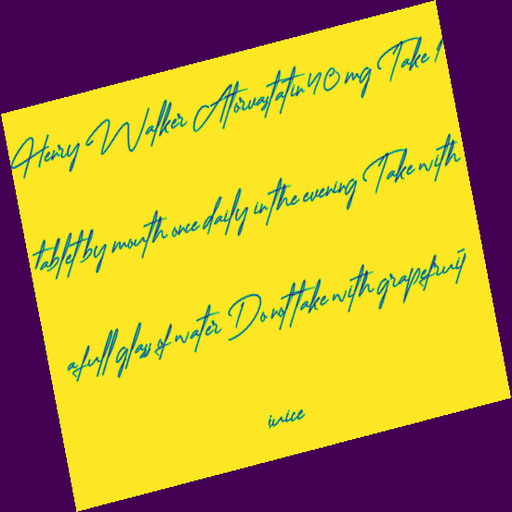 Henry Walker Atorvastatin 40 mg Take 1
tablet by mouth once daily in the evening Take with
a full glass of water Do not take with grapefruit
juice